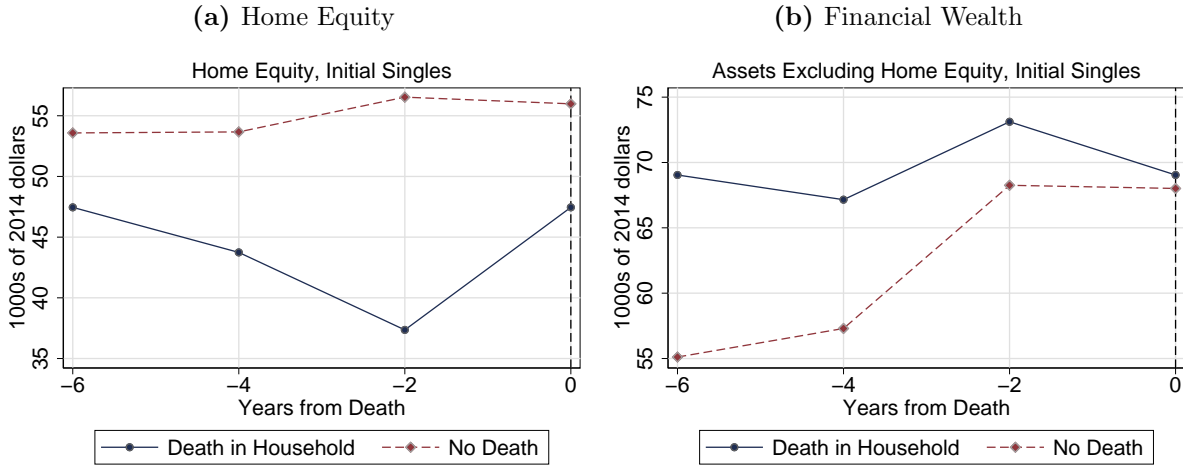 (a) Home Equity
Home Equity, Initial Singles
1000s of 2014 dollars
55
50
45
40
35
−6 −4 −2 0
Years from Death
Death in Household No Death
(b) Financial Wealth
Assets Excluding Home Equity, Initial Singles
1000s of 2014 dollars
75
70
65
60
55
−6 −4 −2 0
Years from Death
Death in Household No Death